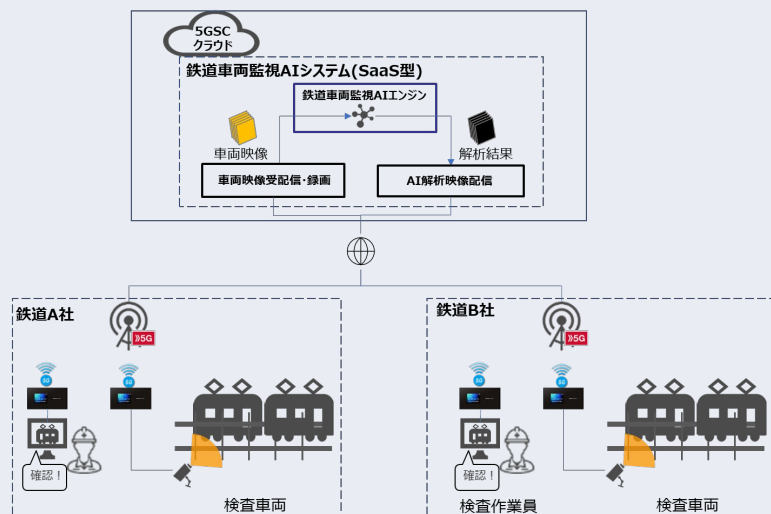 5GSC
クラウド
鉄道車両監視AIシステム(SaaS型)
鉄道車両監視AIエンジン
車両映像
解析結果
車両映像受配信・録画
AI解析映像配信
鉄道A社
5G
5G
5G
確認！
検査車両
鉄道B社
5G
5G
5G
確認！
検査作業員
検査車両